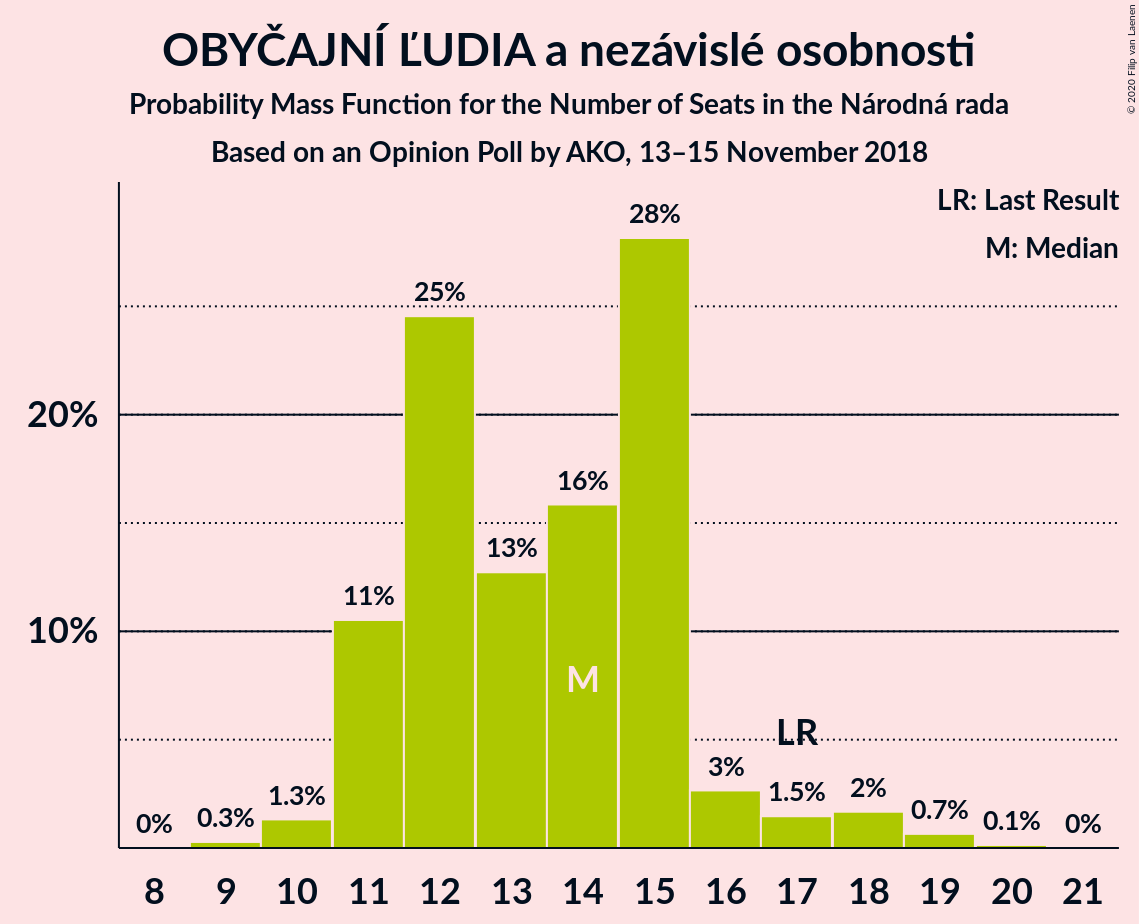 OBYČAJNÍ ĽUDIA a nezávislé osobnosti
Probability Mass Function for the Number of Seats in the Národná rada
Based on an Opinion Poll by AKO, 13–15 November 2018
© 2020 Filip van Laenen
LR: Last Result
M: Median
28%
25%
20%
16%
13%
11%
10%
M
LR
3%
1.5%
2%
1.3%
0.7%
0.3%
0.1%
0%
0%
8 9 10 11 12 13 14 15 16 17 18 19 20 21